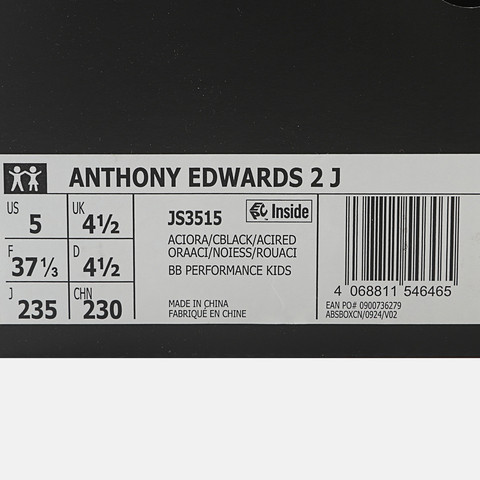 ANTHONY EDWARDS 2 J
US 5 UK 4½
F 37⅓ D 4½
J 235 CHN 230
JS3515 Inside
ACIORA/CBLACK/ACIRED
ORAACI/NOIESS/ROUACI
BB PERFORMANCE KIDS
MADE IN CHINA
FABRIQUÉ EN CHINE
4 068811 546465
EAN PO# 0900736279
ABSBOXCN/0924/V02